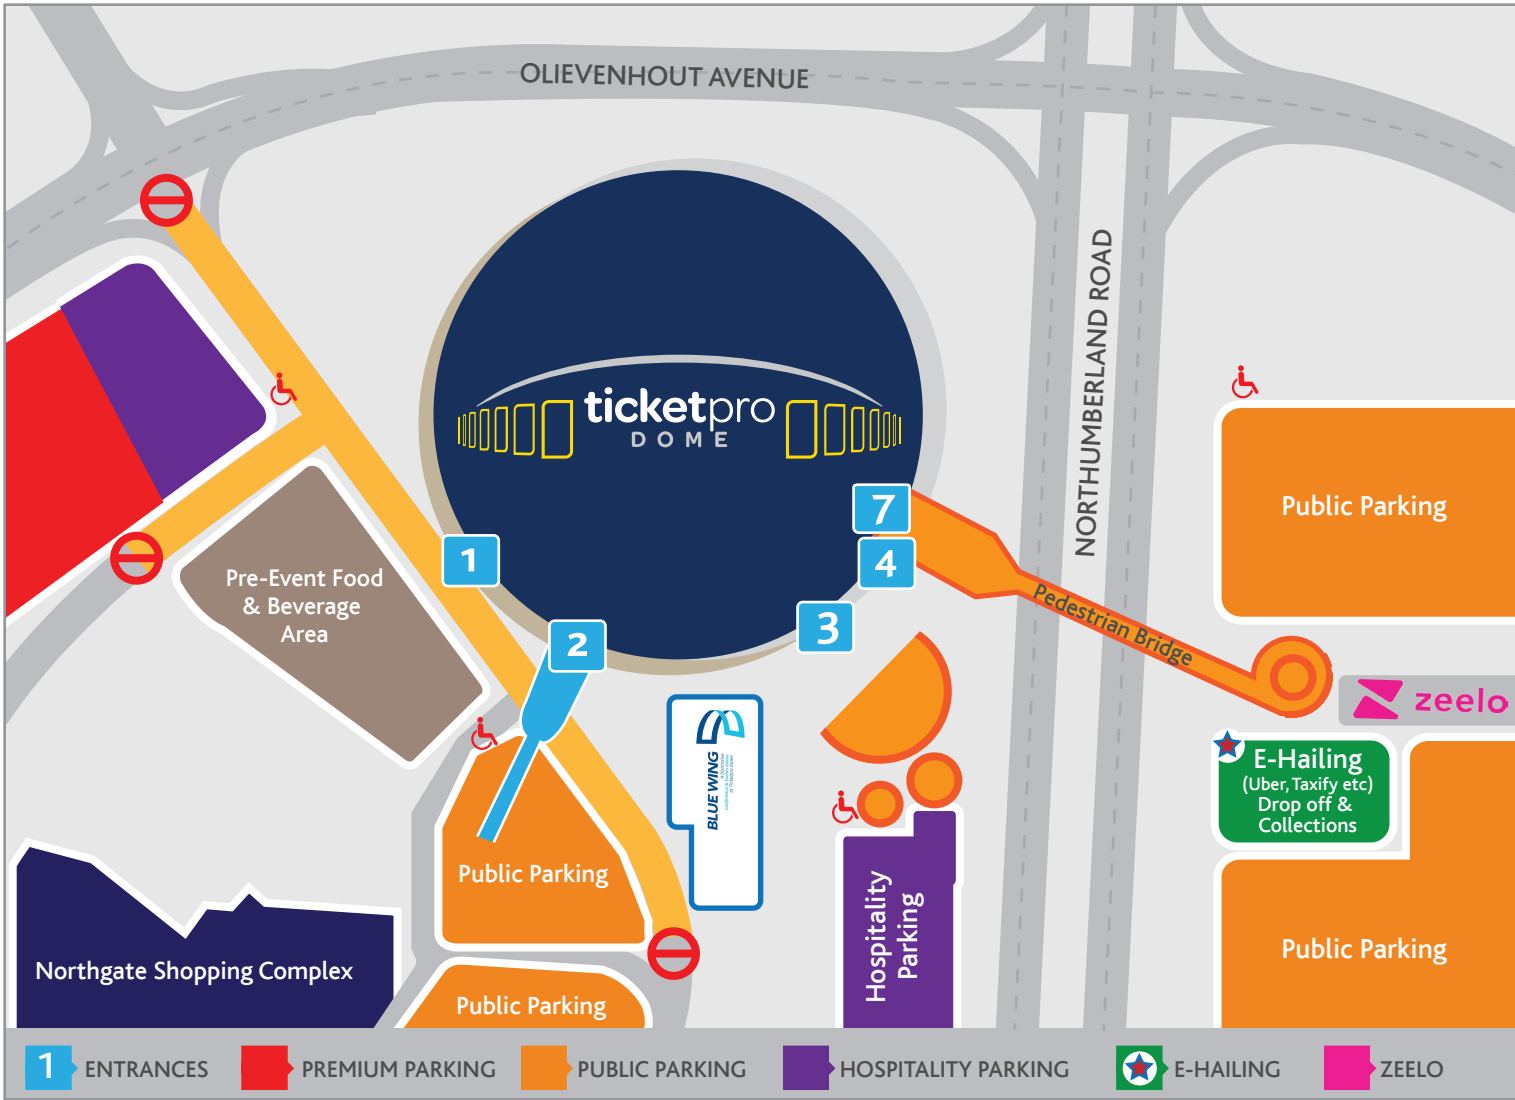 OLIEVENHOUT AVENUE
NORTHUMBERLAND ROAD
ticketpro
DOME
7
1
4
3
2
Public Parking
Pre-Event Food
& Beverage
Area
Pedestrian Bridge
zeelo
BLUE WING
E-Hailing
(Uber, Taxify etc)
Drop off &
Collections
Public Parking
Hospitality
Parking
Public Parking
Northgate Shopping Complex
Public Parking
1 ENTRANCES
PREMIUM PARKING
PUBLIC PARKING
HOSPITALITY PARKING
E-HAILING
ZEELO